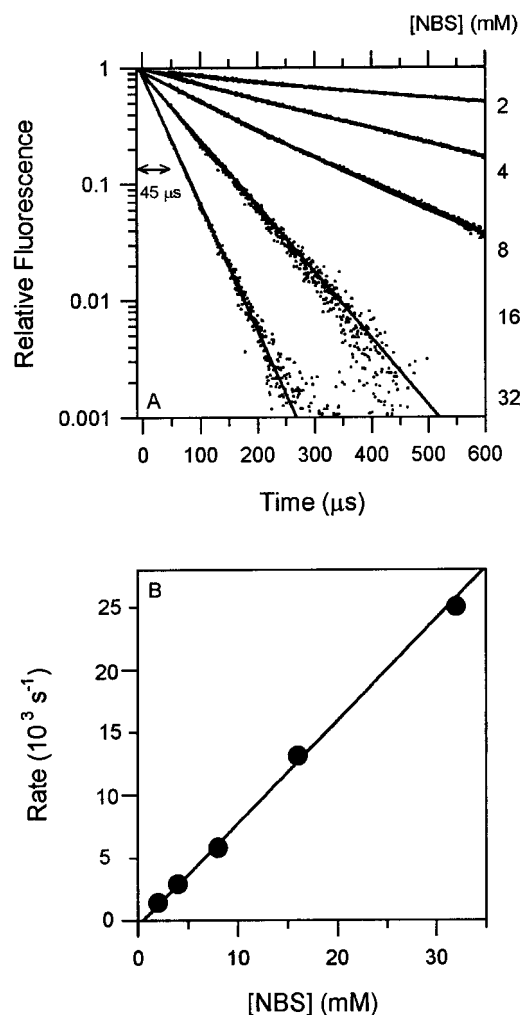 [NBS] (mM)
1
0.1
0.01
0.001
Relative Fluorescence
45 μs
A
2
4
8
16
32
0 100 200 300 400 500 600
Time (μs)
B
25
20
15
10
5
0
Rate (10³ s⁻¹)
0 10 20 30
[NBS] (mM)